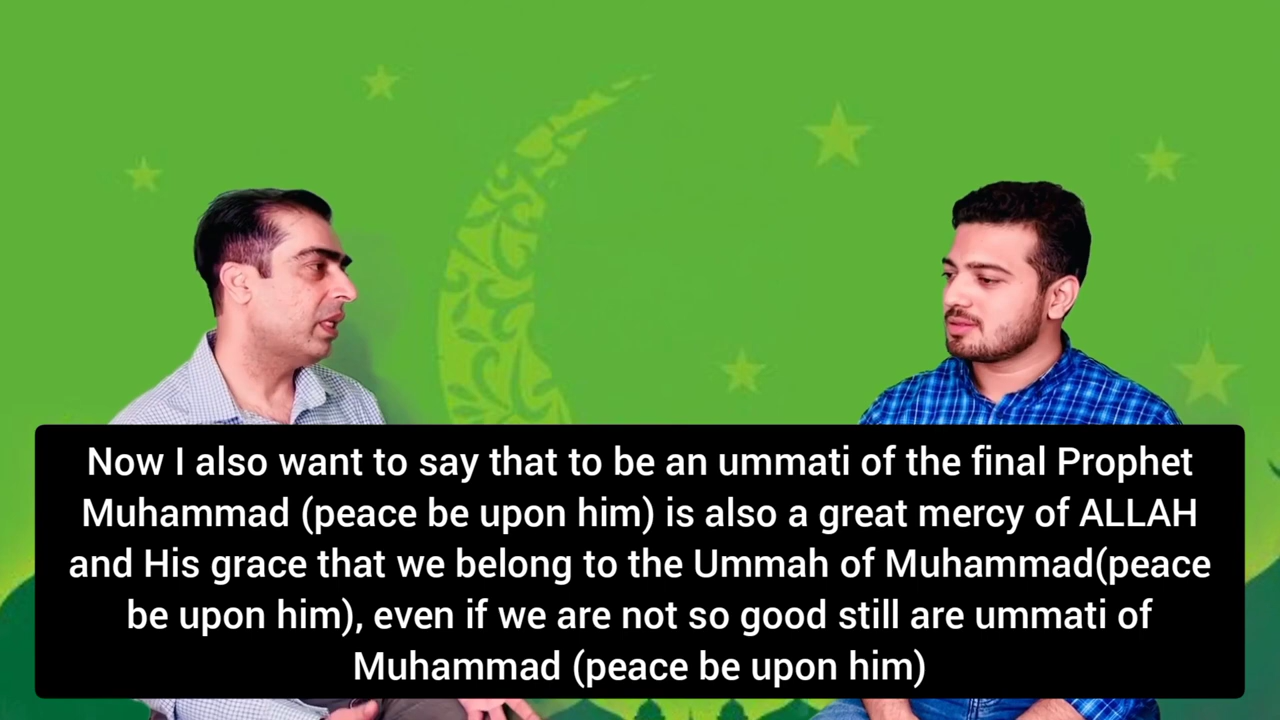 Now I also want to say that to be an ummati of the final Prophet
Muhammad (peace be upon him) is also a great mercy of ALLAH
and His grace that we belong to the Ummah of Muhammad(peace
be upon him), even if we are not so good still are ummati of
Muhammad (peace be upon him)